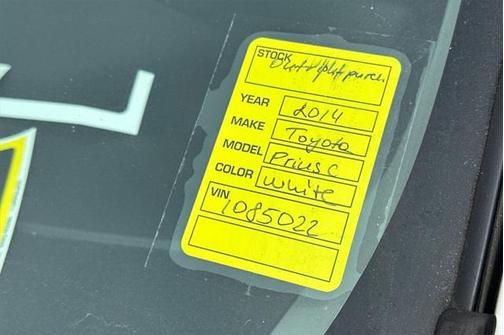 STOCK
YEAR 2014
MAKE Toyota
MODEL Prius C
COLOR White
VIN
1085022